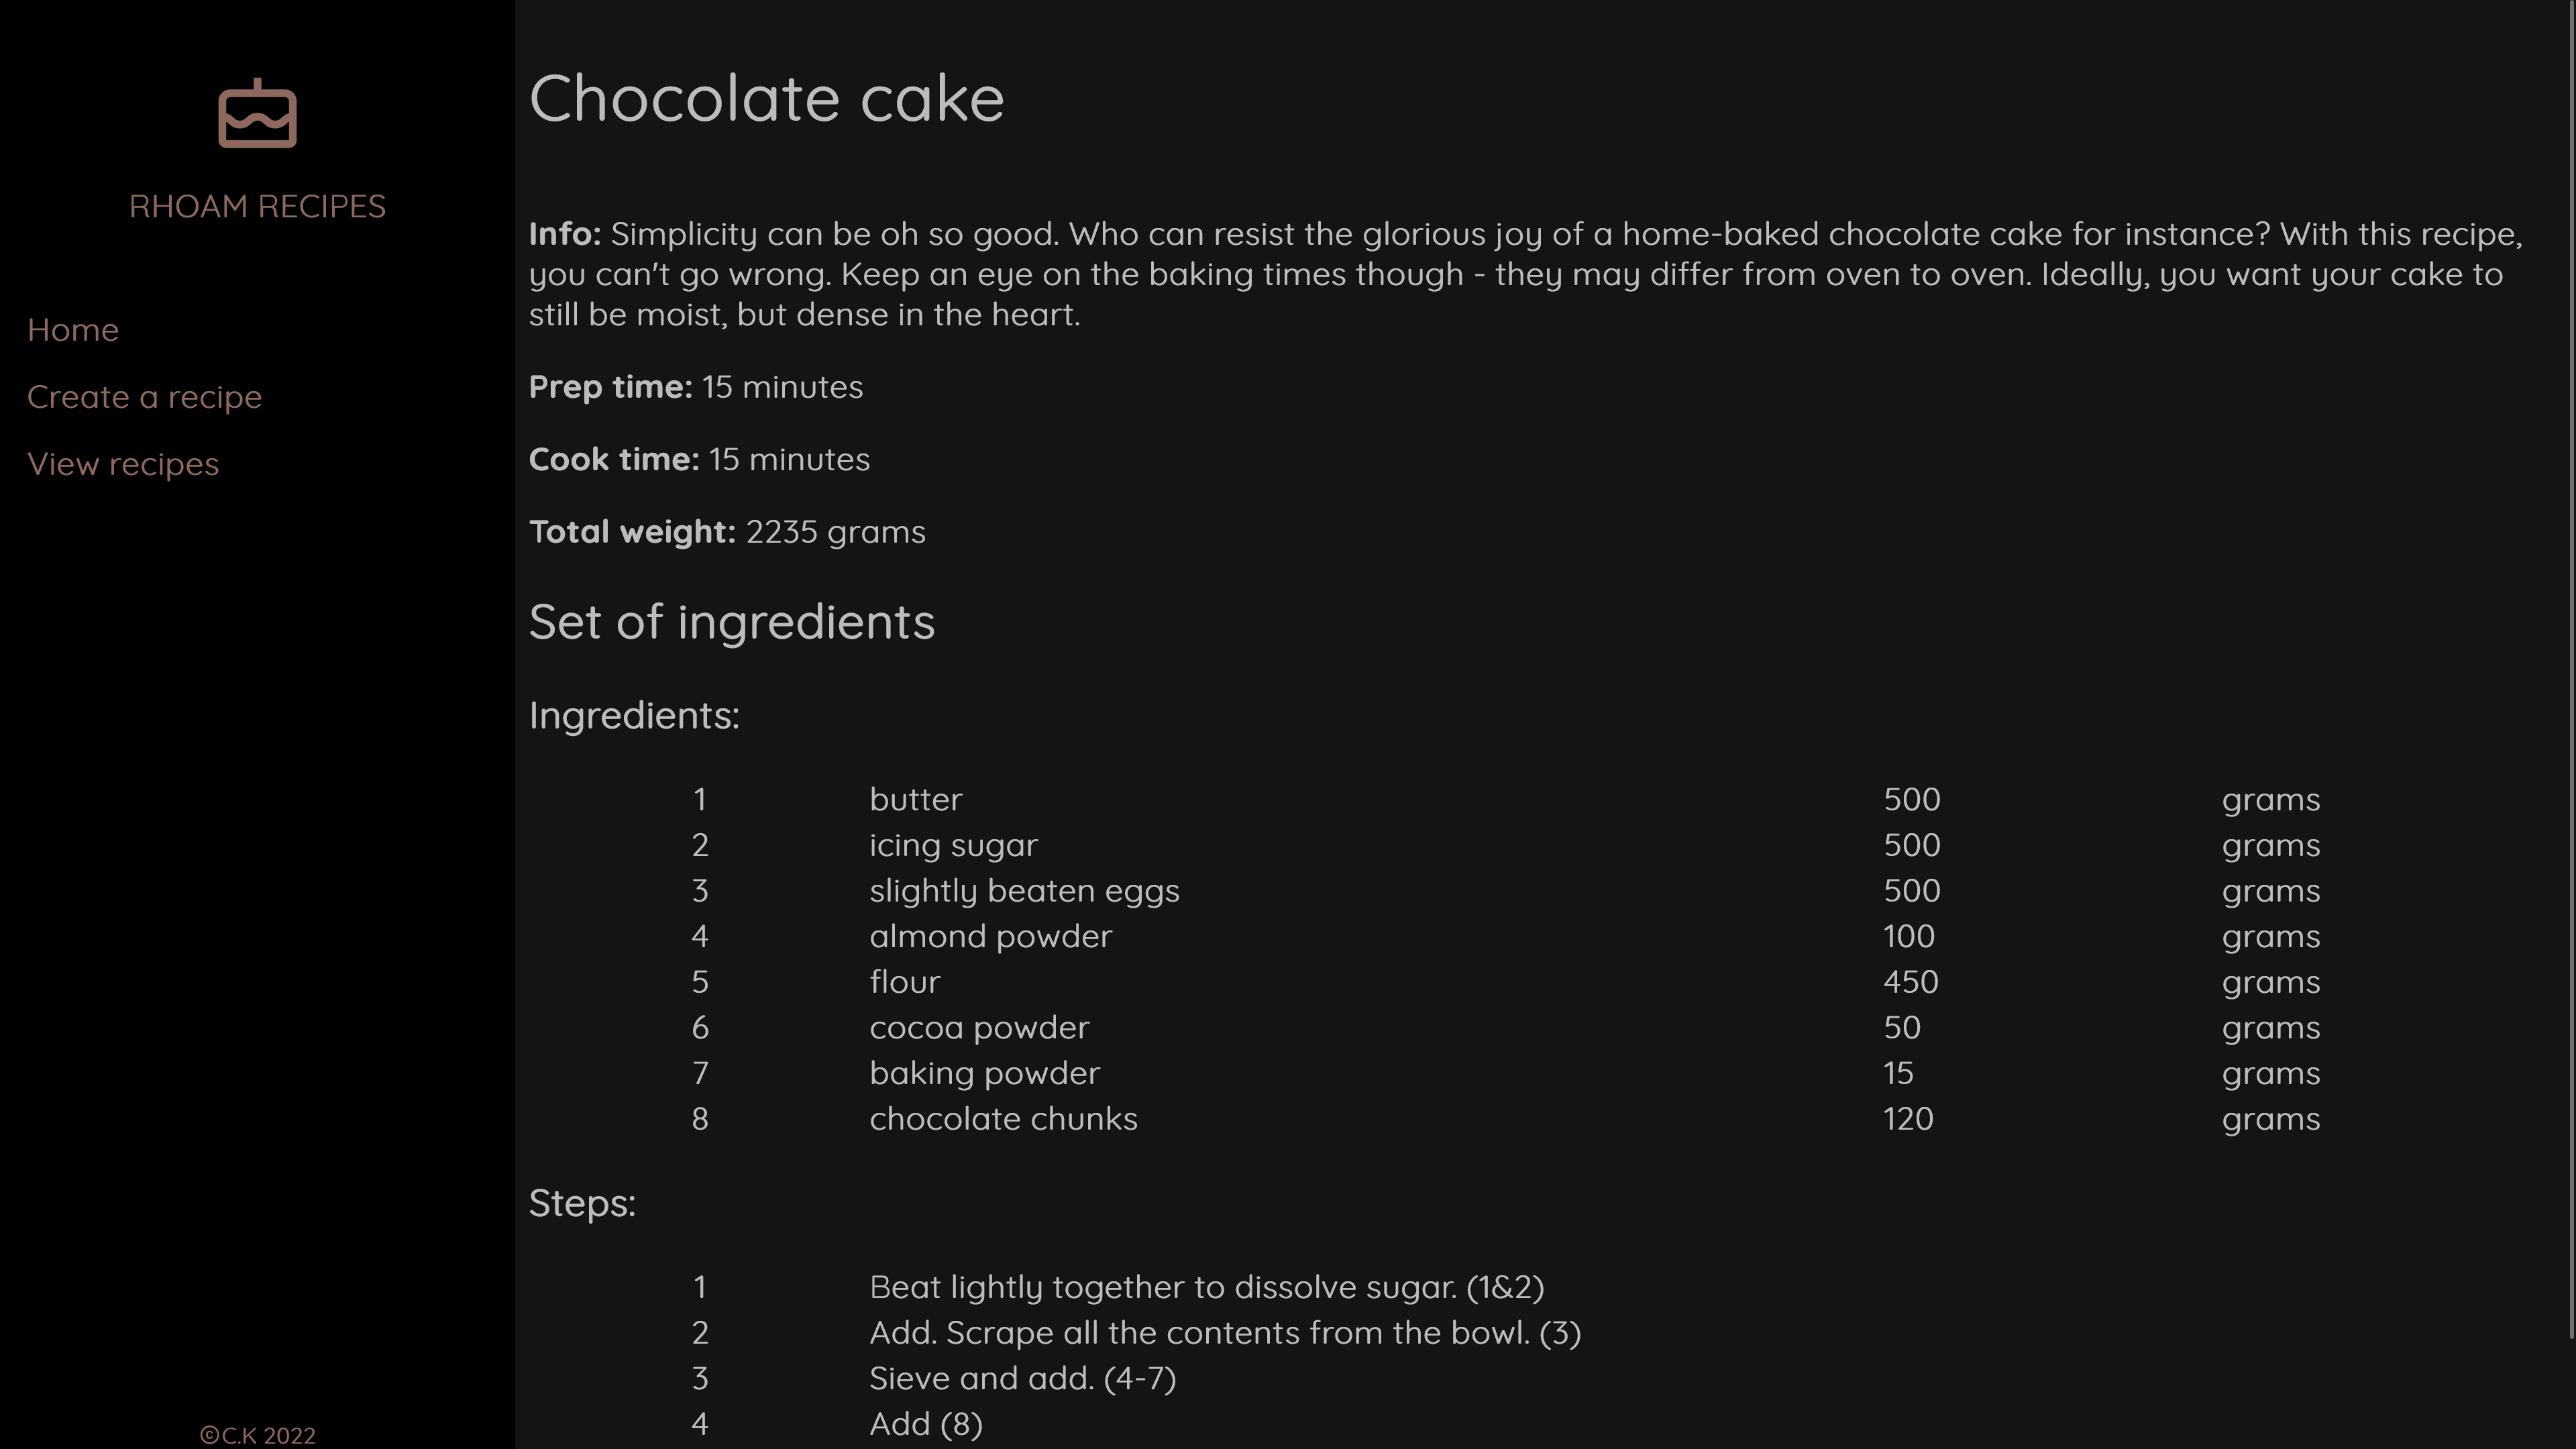 RHOAM RECIPES
Home
Create a recipe
View recipes
©C.K 2022
Chocolate cake
Info: Simplicity can be oh so good. Who can resist the glorious joy of a home-baked chocolate cake for instance? With this recipe,
you can't go wrong. Keep an eye on the baking times though - they may differ from oven to oven. Ideally, you want your cake to
still be moist, but dense in the heart.
Prep time: 15 minutes
Cook time: 15 minutes
Total weight: 2235 grams
Set of ingredients
Ingredients:
1 butter 500 grams
2 icing sugar 500 grams
3 slightly beaten eggs 500 grams
4 almond powder 100 grams
5 flour 450 grams
6 cocoa powder 50 grams
7 baking powder 15 grams
8 chocolate chunks 120 grams
Steps:
1 Beat lightly together to dissolve sugar. (1&2)
2 Add. Scrape all the contents from the bowl. (3)
3 Sieve and add. (4-7)
4 Add (8)